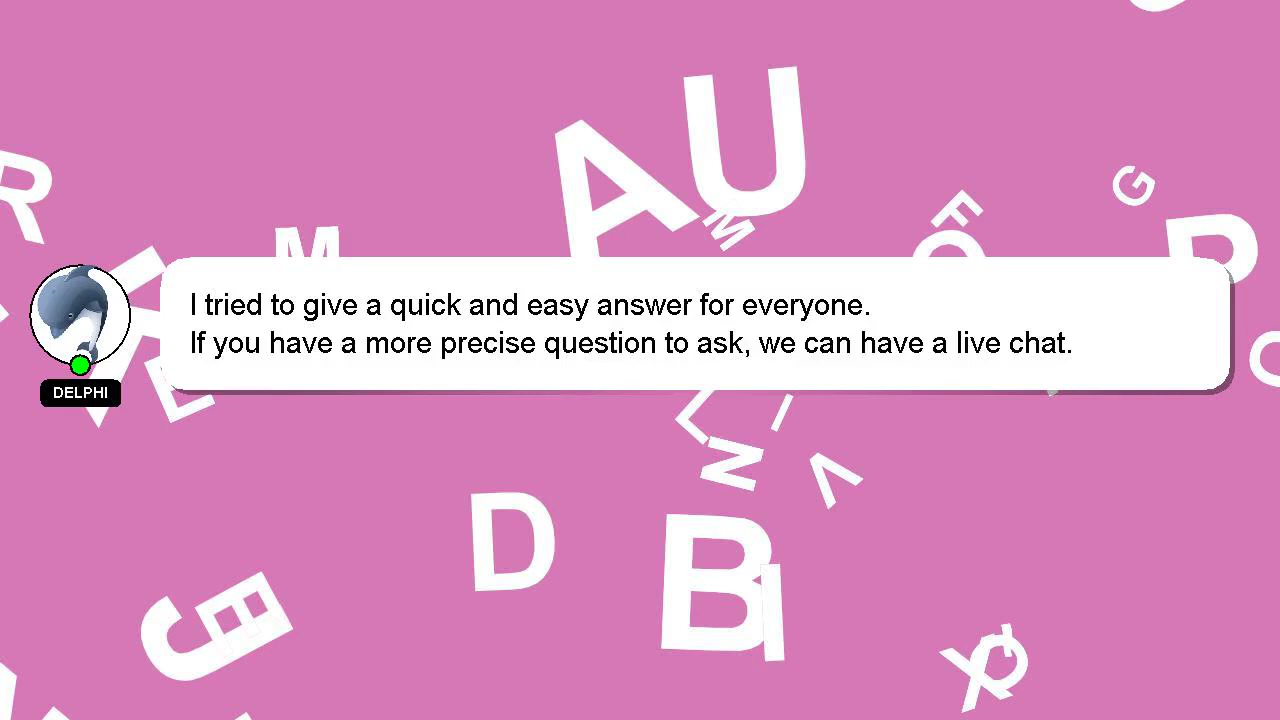 I tried to give a quick and easy answer for everyone.
If you have a more precise question to ask, we can have a live chat.
DELPHI
A
U
R
M
M
F
G
E
L
I
N
V
D
B
I
C
E
X
Q